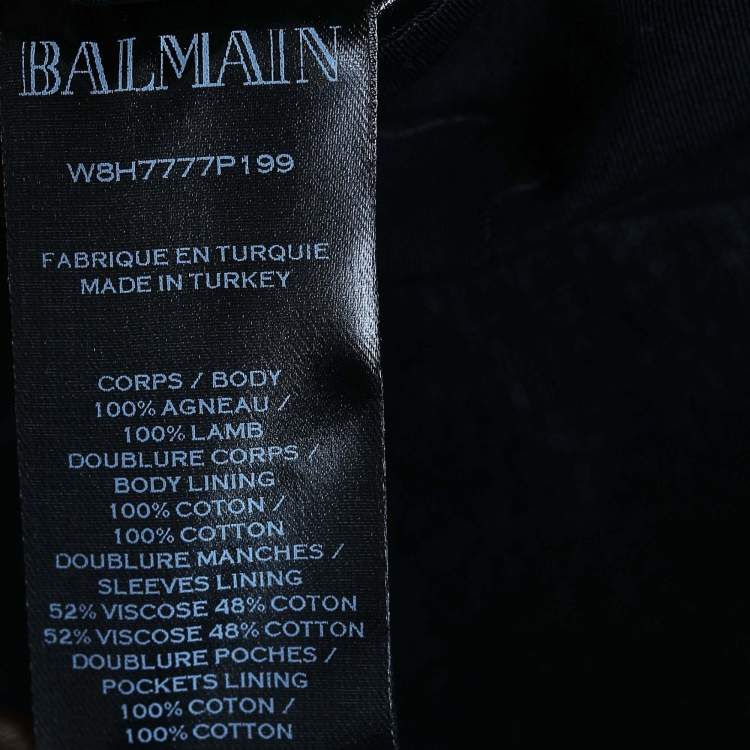 BALMAIN
W8H7777P199
FABRIQUE EN TURQUIE
MADE IN TURKEY
CORPS / BODY
100% AGNEAU /
100% LAMB
DOUBLURE CORPS /
BODY LINING
100% COTON /
100% COTTON
DOUBLURE MANCHES /
SLEEVES LINING
52% VISCOSE 48% COTON
52% VISCOSE 48% COTTON
DOUBLURE POCHES /
POCKETS LINING
100% COTON /
100% COTTON